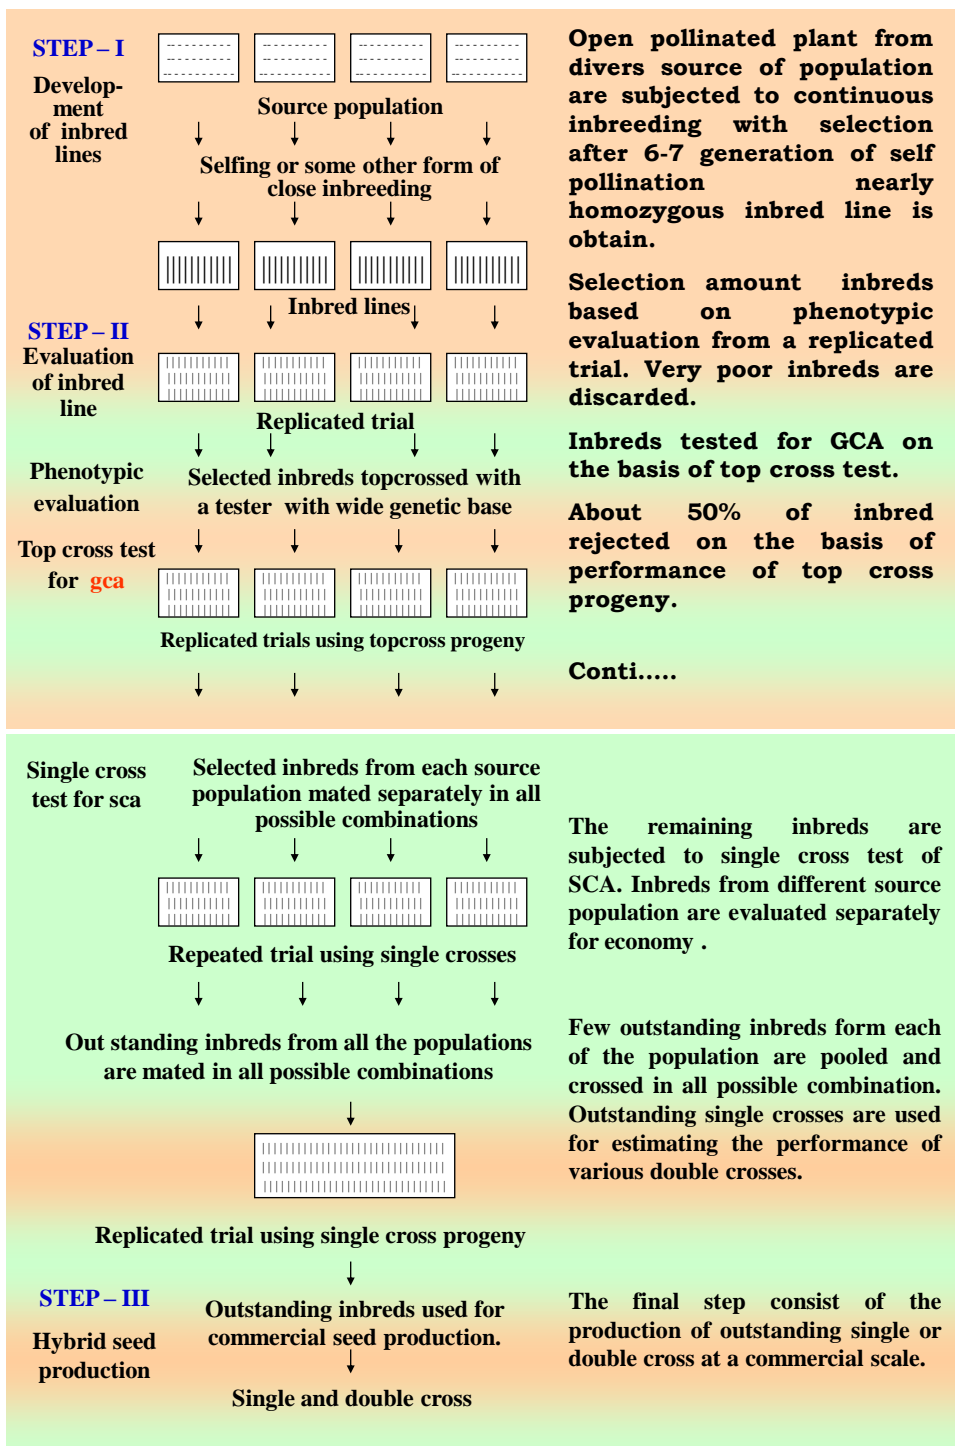 STEP – I
Develop-
ment
of inbred
lines
Source population
Selfing or some other form of
close inbreeding
Inbred lines
Open pollinated plant from
divers source of population
are subjected to continuous
inbreeding with selection
after 6-7 generation of self
pollination nearly
homozygous inbred line is
obtain.
STEP – II
Evaluation
of inbred
line
Replicated trial
Selection amount inbreds
based on phenotypic
evaluation from a replicated
trial. Very poor inbreds are
discarded.
Phenotypic
evaluation
Selected inbreds topcrossed with
a tester with wide genetic base
Inbreds tested for GCA on
the basis of top cross test.
Top cross test
for gca
Replicated trials using topcross progeny
About 50% of inbred
rejected on the basis of
performance of top cross
progeny.
Conti.....
Single cross
test for sca
Selected inbreds from each source
population mated separately in all
possible combinations
Repeated trial using single crosses
The remaining inbreds are
subjected to single cross test of
SCA. Inbreds from different source
population are evaluated separately
for economy .
Out standing inbreds from all the populations
are mated in all possible combinations
Replicated trial using single cross progeny
Few outstanding inbreds form each
of the population are pooled and
crossed in all possible combination.
Outstanding single crosses are used
for estimating the performance of
various double crosses.
STEP – III
Hybrid seed
production
Outstanding inbreds used for
commercial seed production.
Single and double cross
The final step consist of the
production of outstanding single or
double cross at a commercial scale.